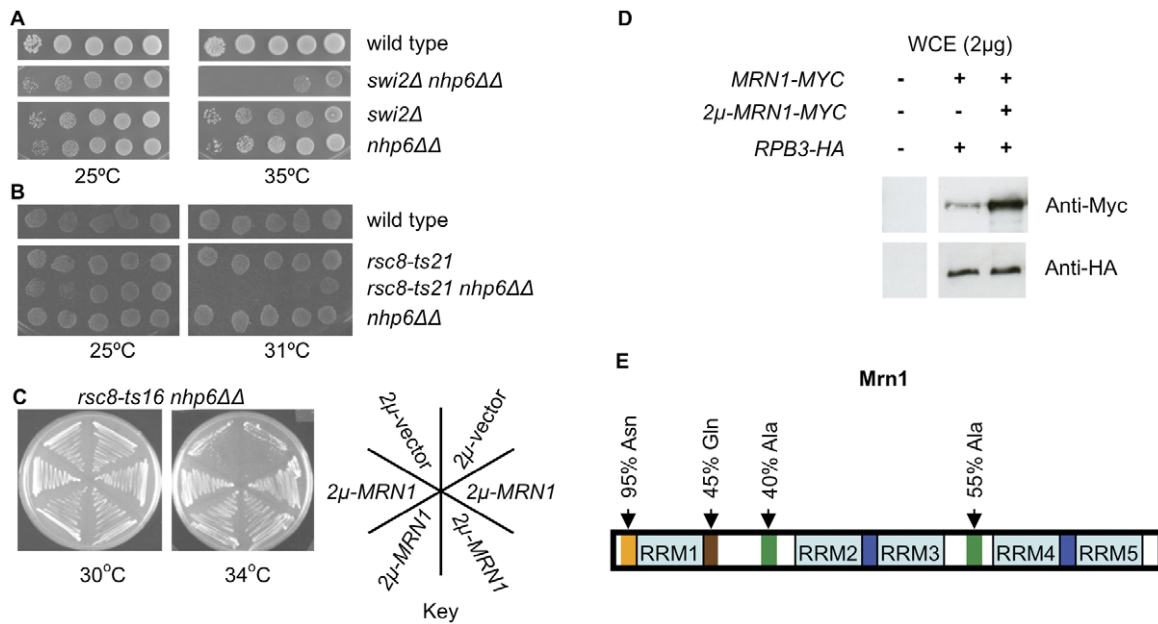 A
wild type
swi2Δ nhp6ΔΔ
swi2Δ
nhp6ΔΔ
25ºC
35ºC
B
wild type
rsc8-ts21
rsc8-ts21 nhp6ΔΔ
nhp6ΔΔ
25ºC
31ºC
C
rsc8-ts16 nhp6ΔΔ
30°C
34°C
2μ-vector
2μ-vector
2μ-MRN1
2μ-MRN1
2μ-MRN1
2μ-MRN1
Key
D
WCE (2μg)
MRN1-MYC - + +
2μ-MRN1-MYC - - +
RPB3-HA - + +
Anti-Myc
Anti-HA
E
Mrn1
95% Asn
45% Gln
40% Ala
55% Ala
RRM1
RRM2
RRM3
RRM4
RRM5